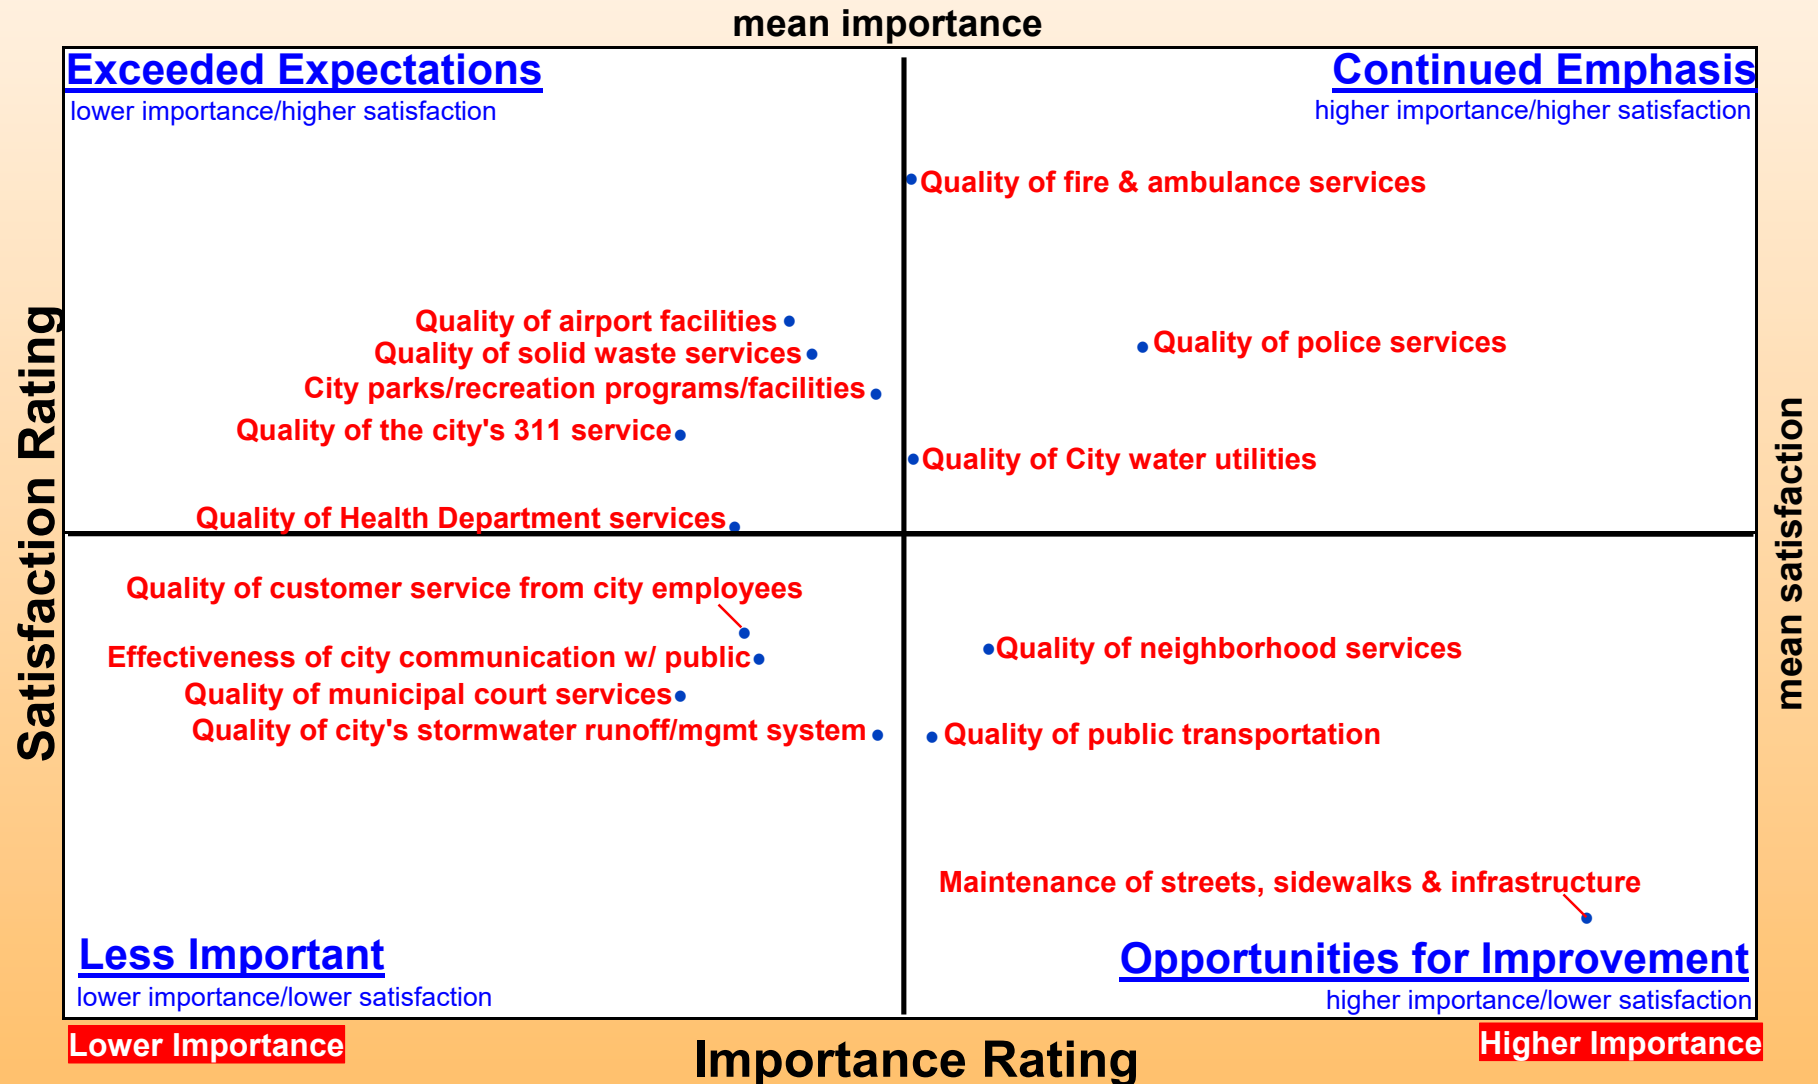 mean importance
Exceeded Expectations
lower importance/higher satisfaction
Continued Emphasis
higher importance/higher satisfaction
Quality of fire & ambulance services
Quality of airport facilities
Quality of solid waste services
City parks/recreation programs/facilities
Quality of the city's 311 service
Quality of Health Department services
Quality of police services
Quality of City water utilities
Satisfaction Rating
mean satisfaction
Quality of customer service from city employees
Effectiveness of city communication w/ public
Quality of municipal court services
Quality of city's stormwater runoff/mgmt system
Quality of neighborhood services
Quality of public transportation
Maintenance of streets, sidewalks & infrastructure
Less Important
lower importance/lower satisfaction
Opportunities for Improvement
higher importance/lower satisfaction
Lower Importance
Importance Rating
Higher Importance